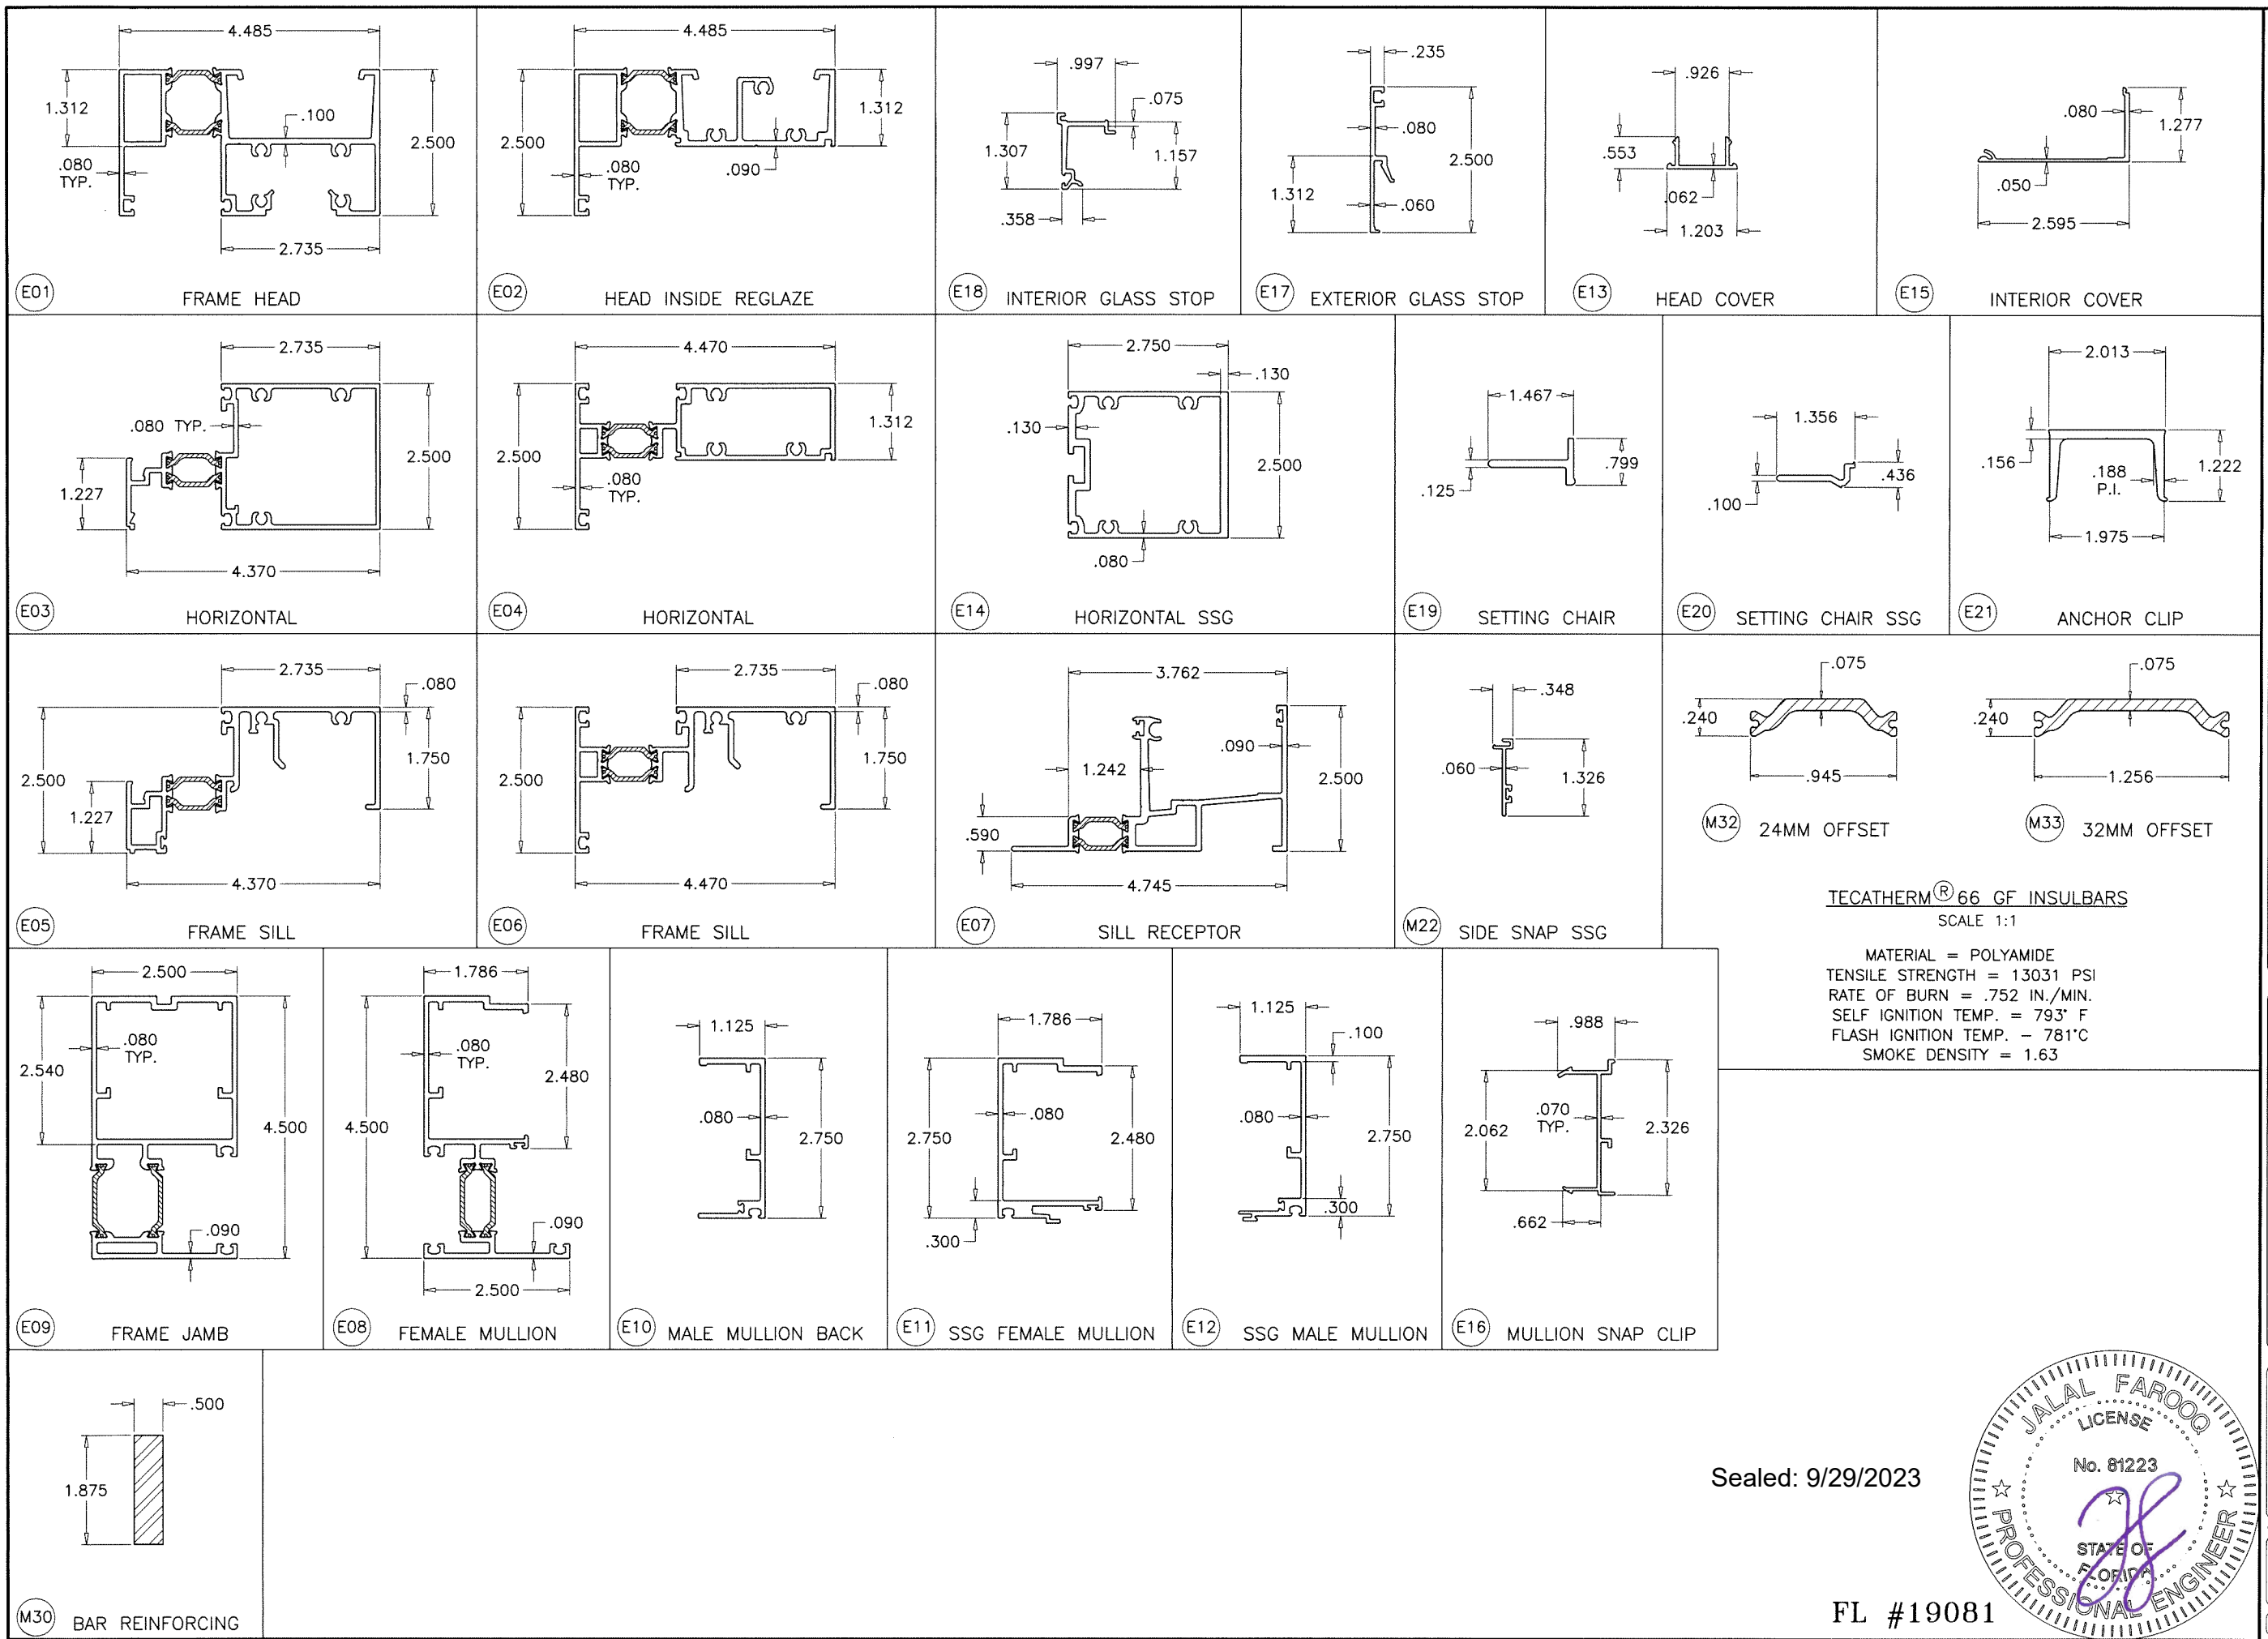 4.485
1.312
.100
2.500
.080
TYP.
2.735
E01 FRAME HEAD
4.485
2.500
1.312
.080
TYP.
.090
E02 HEAD INSIDE REGLAZE
.997
.075
1.307
1.157
.358
E18 INTERIOR GLASS STOP
.235
.080
2.500
1.312
.060
E17 EXTERIOR GLASS STOP
.926
.553
.062
1.203
E13 HEAD COVER
.080
1.277
.050
2.595
E15 INTERIOR COVER
2.735
.080 TYP.
2.500
1.227
4.370
E03 HORIZONTAL
4.470
1.312
2.500
.080
TYP.
E04 HORIZONTAL
2.750
.130
.130
2.500
.080
E14 HORIZONTAL SSG
1.467
.799
.125
E19 SETTING CHAIR
1.356
.436
.100
E20 SETTING CHAIR SSG
2.013
.156
.188
P.I.
1.222
1.975
E21 ANCHOR CLIP
2.735
.080
2.500
1.750
1.227
4.370
E05 FRAME SILL
2.735
.080
2.500
1.750
4.470
E06 FRAME SILL
3.762
.090
1.242
2.500
.590
4.745
E07 SILL RECEPTOR
.348
.060
1.326
M22 SIDE SNAP SSG
.075
.240
.945
M32 24MM OFFSET
.075
.240
1.256
M33 32MM OFFSET
TECATHERM® 66 GF INSULBARS
SCALE 1:1
MATERIAL = POLYAMIDE
TENSILE STRENGTH = 13031 PSI
RATE OF BURN = .752 IN./MIN.
SELF IGNITION TEMP. = 793° F
FLASH IGNITION TEMP. – 781°C
SMOKE DENSITY = 1.63
2.500
.080
TYP.
2.540
4.500
.090
E09 FRAME JAMB
1.786
.080
TYP.
2.480
4.500
.090
2.500
E08 FEMALE MULLION
1.125
.080
2.750
E10 MALE MULLION BACK
1.786
.080
2.750
2.480
.300
E11 SSG FEMALE MULLION
1.125
.100
.080
2.750
.300
E12 SSG MALE MULLION
.988
.070
TYP.
2.062
2.326
.662
E16 MULLION SNAP CLIP
.500
1.875
M30 BAR REINFORCING
Sealed: 9/29/2023
JALAL FAROOQ
LICENSE
No. 81223
STATE OF
FLORIDA
PROFESSIONAL ENGINEER
FL #19081